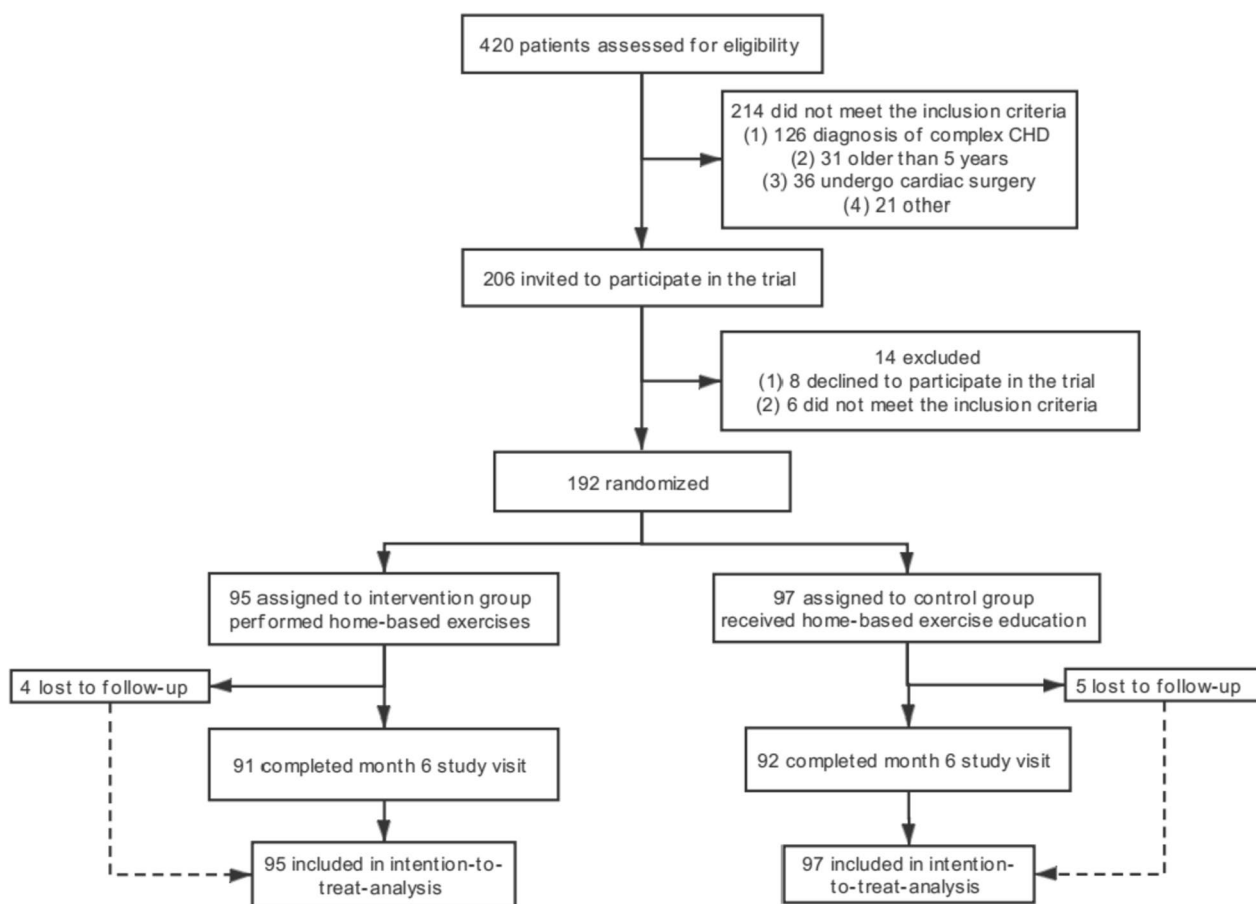 420 patients assessed for eligibility
214 did not meet the inclusion criteria
(1) 126 diagnosis of complex CHD
(2) 31 older than 5 years
(3) 36 undergo cardiac surgery
(4) 21 other
206 invited to participate in the trial
14 excluded
(1) 8 declined to participate in the trial
(2) 6 did not meet the inclusion criteria
192 randomized
95 assigned to intervention group
performed home-based exercises
97 assigned to control group
received home-based exercise education
4 lost to follow-up
5 lost to follow-up
91 completed month 6 study visit
92 completed month 6 study visit
95 included in intention-to-
treat-analysis
97 included in intention-
to-treat-analysis